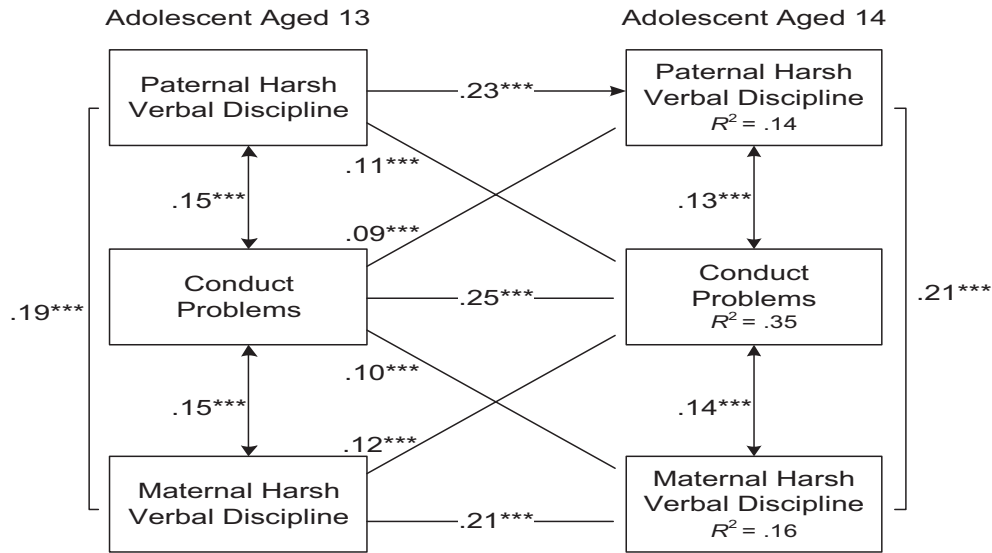 Adolescent Aged 13
Adolescent Aged 14
Paternal Harsh
Verbal Discipline
.23***
Paternal Harsh
Verbal Discipline
R² = .14
.11***
.15***
.13***
.09***
Conduct
Problems
.25***
Conduct
Problems
R² = .35
.19***
.21***
.10***
.15***
.14***
.12***
Maternal Harsh
Verbal Discipline
.21***
Maternal Harsh
Verbal Discipline
R² = .16